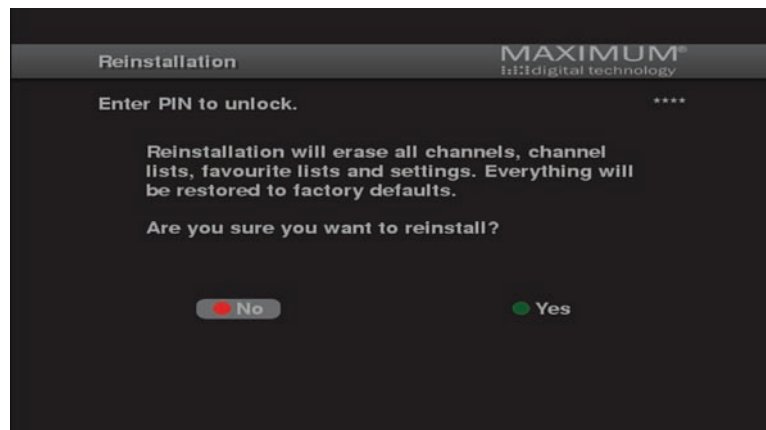 Reinstallation
MAXIMUM®
digital technology
Enter PIN to unlock.
****
Reinstallation will erase all channels, channel
lists, favourite lists and settings. Everything will
be restored to factory defaults.
Are you sure you want to reinstall?
No
Yes